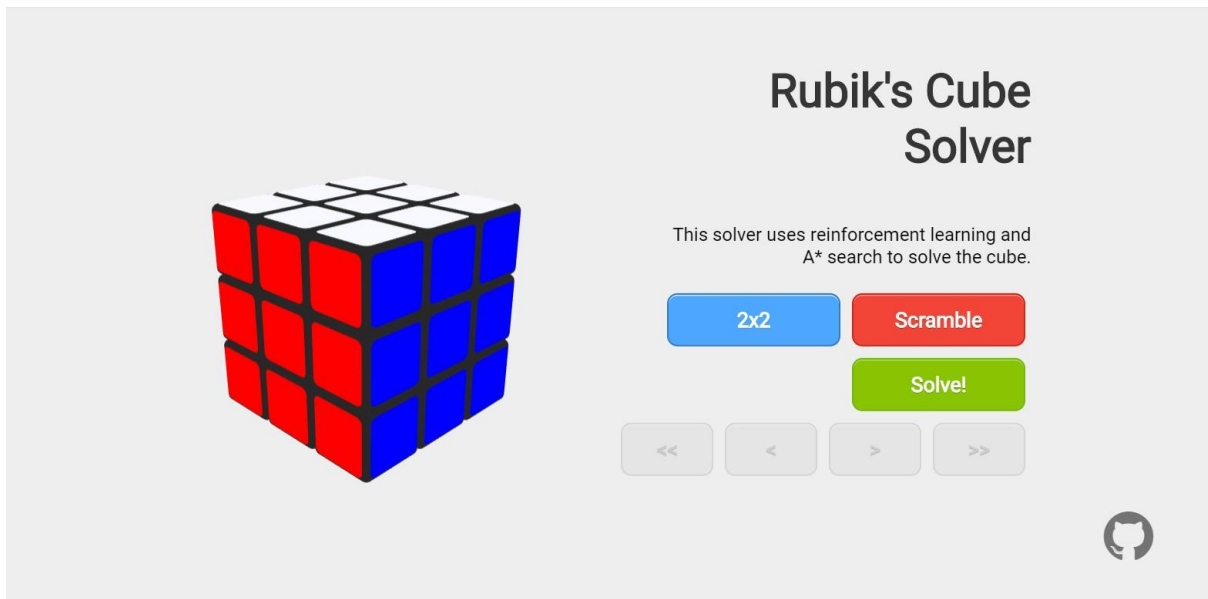 Rubik's Cube
Solver
This solver uses reinforcement learning and
A* search to solve the cube.
2x2
Scramble
Solve!
<<
<
>
>>